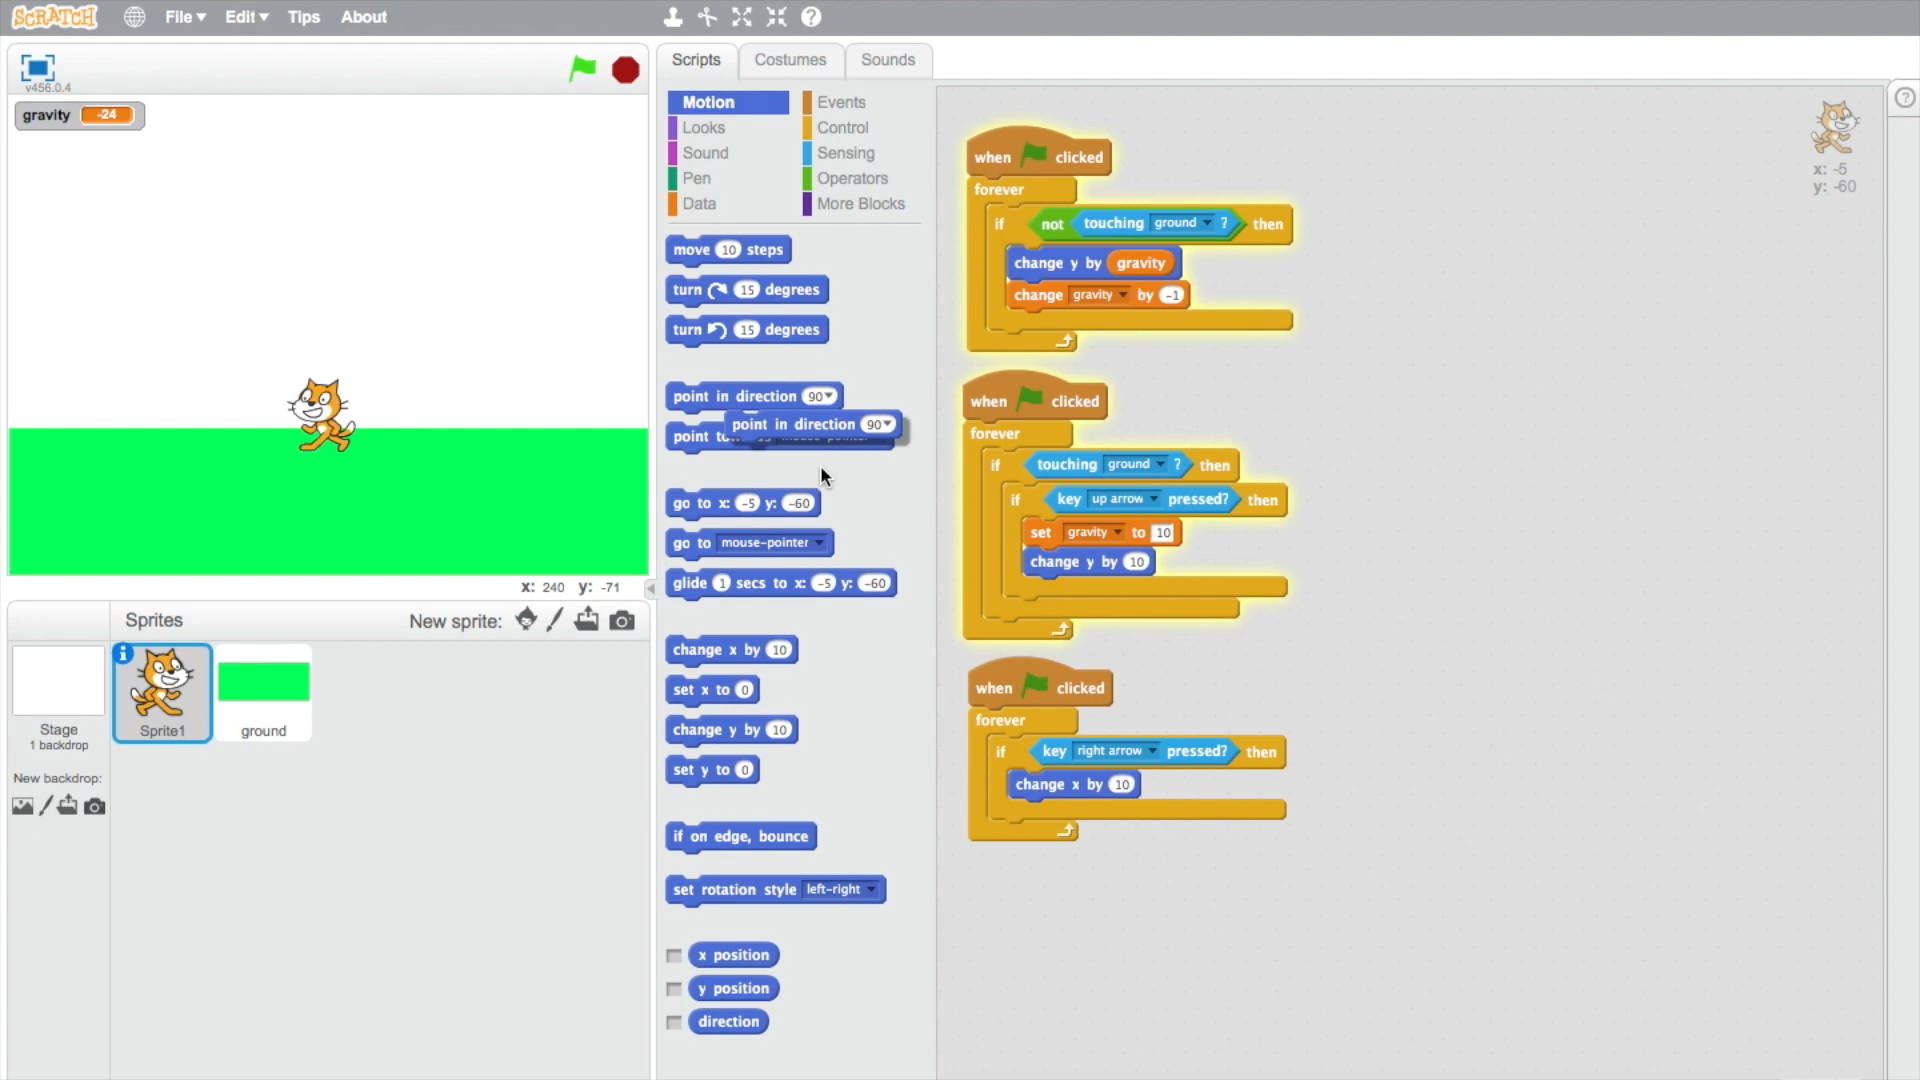 SCRATCH File Edit Tips About
v456.0.4
gravity -24
x: 240 y: -71
Sprites New sprite:
Stage
1 backdrop
New backdrop:
Sprite1
ground
Scripts Costumes Sounds
Motion Events
Looks Control
Sound Sensing
Pen Operators
Data More Blocks
move 10 steps
turn 15 degrees
turn 15 degrees
point in direction 90
point in direction 90
point
go to x: -5 y: -60
go to mouse-pointer
glide 1 secs to x: -5 y: -60
change x by 10
set x to 0
change y by 10
set y to 0
if on edge, bounce
set rotation style left-right
x position
y position
direction
when clicked
forever
if not touching ground ? then
change y by gravity
change gravity by -1
when clicked
forever
if touching ground ? then
if key up arrow pressed? then
set gravity to 10
change y by 10
when clicked
forever
if key right arrow pressed? then
change x by 10
x: -5
y: -60